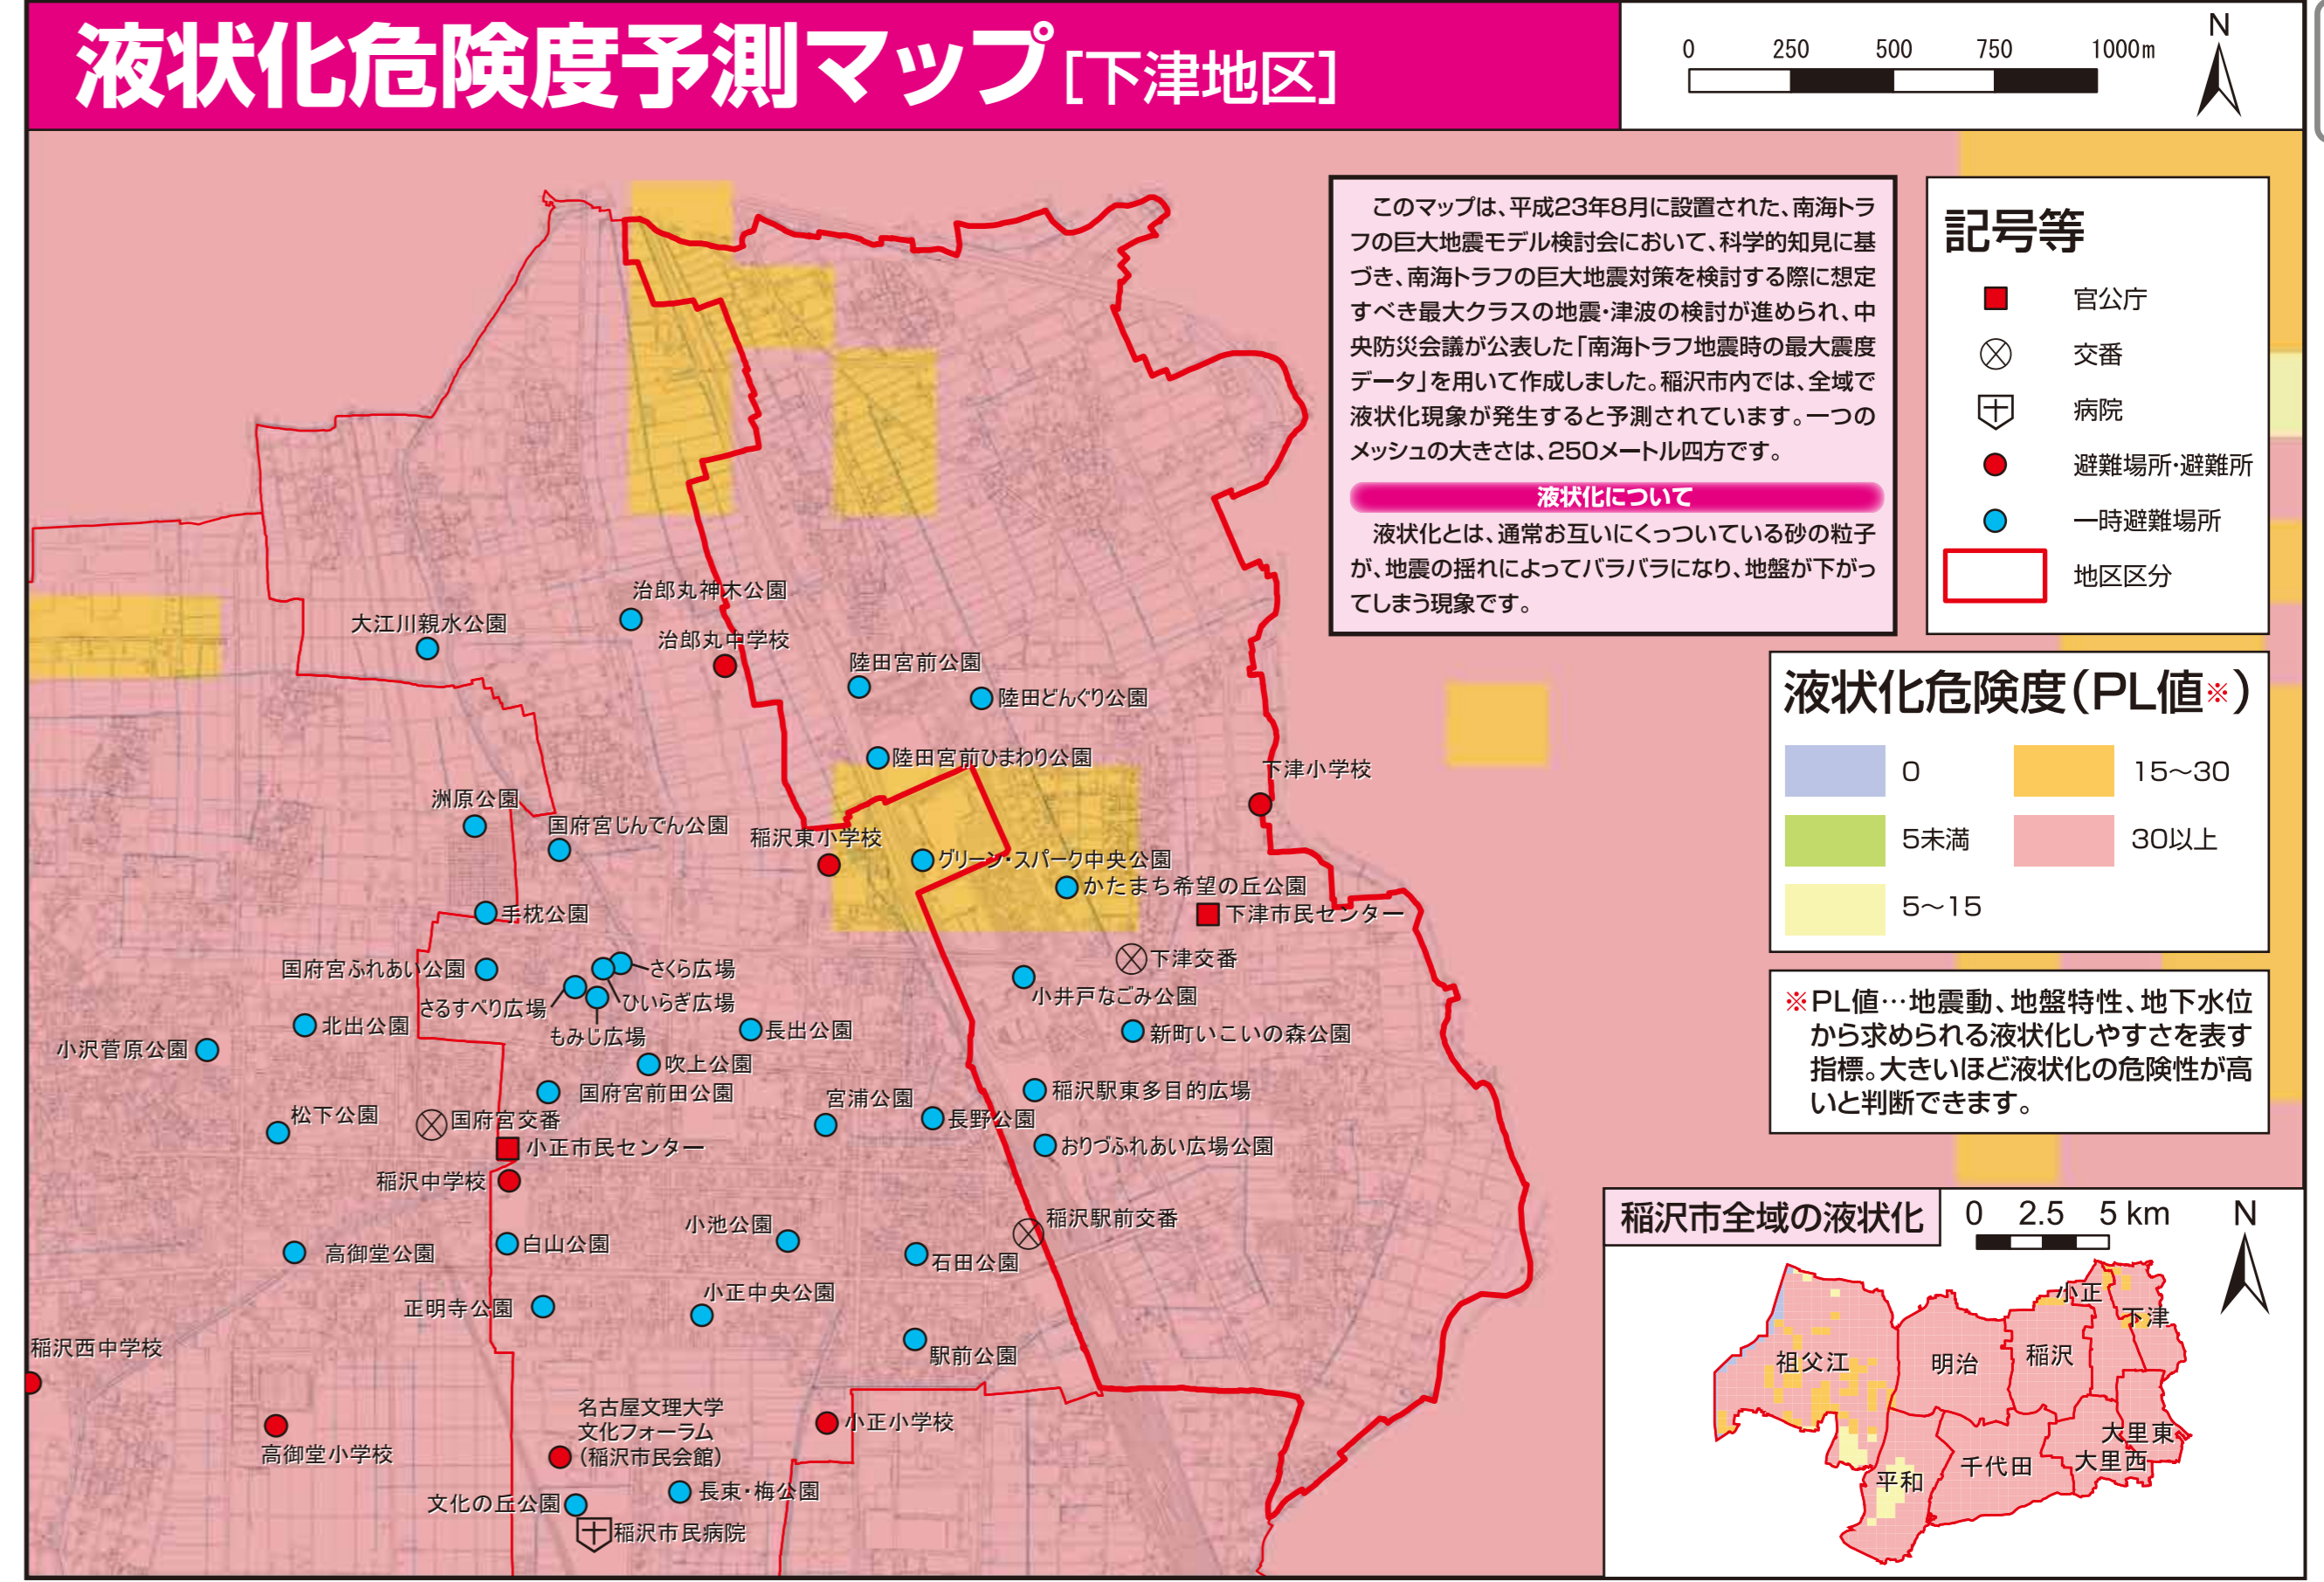 液状化危険度予測マップ[下津地区]
0 250 500 750 1000m
N
このマップは、平成23年8月に設置された、南海トラ
フの巨大地震モデル検討会において、科学的知見に基
づき、南海トラフの巨大地震対策を検討する際に想定
すべき最大クラスの地震・津波の検討が進められ、中
央防災会議が公表した「南海トラフ地震時の最大震度
データ」を用いて作成しました。稲沢市内では、全域で
液状化現象が発生すると予測されています。一つの
メッシュの大きさは、250メートル四方です。
液状化について
液状化とは、通常お互いにくっついている砂の粒子
が、地震の揺れによってバラバラになり、地盤が下がっ
てしまう現象です。
記号等
官公庁
交番
病院
避難場所・避難所
一時避難場所
地区区分
液状化危険度(PL値※)
0
15〜30
5未満
30以上
5〜15
※PL値…地震動、地盤特性、地下水位
から求められる液状化しやすさを表す
指標。大きいほど液状化の危険性が高
いと判断できます。
治郎丸神木公園
大江川親水公園
治郎丸中学校
陸田宮前公園
陸田どんぐり公園
陸田宮前ひまわり公園
下津小学校
洲原公園
国府宮じんでん公園
稲沢東小学校
グリーン・スパーク中央公園
かたまち希望の丘公園
手枕公園
下津市民センター
下津交番
国府宮ふれあい公園
さくら広場
さるすべり広場
ひいらぎ広場
小井戸なごみ公園
北出公園
もみじ広場
長出公園
新町いこいの森公園
小沢菅原公園
吹上公園
国府宮前田公園
稲沢駅東多目的広場
宮浦公園
松下公園
国府宮交番
長野公園
小正市民センター
おりづふれあい広場公園
稲沢中学校
小池公園
稲沢駅前交番
高御堂公園
白山公園
石田公園
小正中央公園
正明寺公園
稲沢西中学校
駅前公園
名古屋文理大学
文化フォーラム
(稲沢市民会館)
小正小学校
高御堂小学校
長束・梅公園
文化の丘公園
稲沢市民病院
稲沢市全域の液状化
0 2.5 5 km
N
小正
下津
祖父江
明治
稲沢
大里東
大里西
千代田
平和